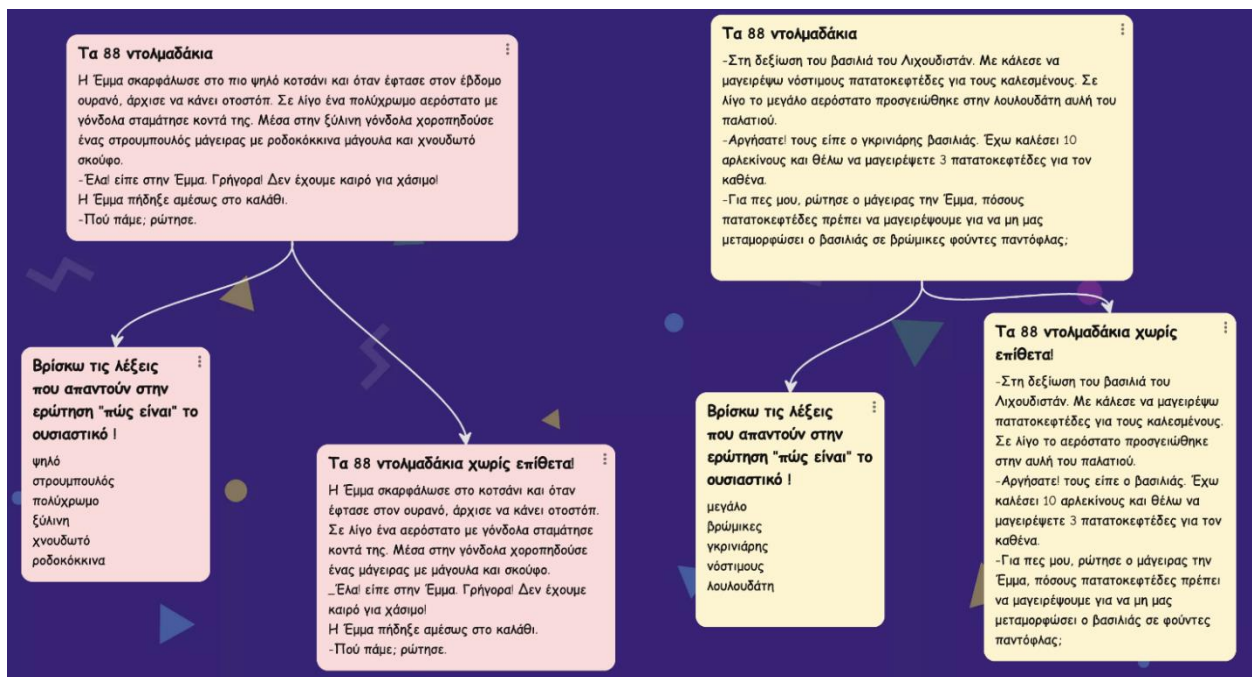 Τα 88 ντολμαδάκια
Η Έμμα σκαρφάλωσε στο πιο ψηλό κοτσάνι και όταν έφτασε στον έβδομο
ουρανό, άρχισε να κάνει οτοστόπ. Σε λίγο ένα πολύχρωμο αερόστατο με
γόνδολα σταμάτησε κοντά της. Μέσα στην ξύλινη γόνδολα χοροπηδούσε
ένας στρουμπουλός μάγειρας με ροδοκόκκινα μάγουλα και χνουδωτό
σκούφο.
-Έλα! είπε στην Έμμα. Γρήγορα! Δεν έχουμε καιρό για χάσιμο!
Η Έμμα πήδηξε αμέσως στο καλάθι.
-Πού πάμε; ρώτησε.
Βρίσκω τις λέξεις
που απαντούν στην
ερώτηση "πώς είναι" το
ουσιαστικό !
ψηλό
στρουμπουλός
πολύχρωμο
ξύλινη
χνουδωτό
ροδοκόκκινα
Τα 88 ντολμαδάκια χωρίς επίθετα!
Η Έμμα σκαρφάλωσε στο κοτσάνι και όταν
έφτασε στον ουρανό, άρχισε να κάνει οτοστόπ.
Σε λίγο ένα αερόστατο με γόνδολα σταμάτησε
κοντά της. Μέσα στην γόνδολα χοροπηδούσε
ένας μάγειρας με μάγουλα και σκούφο.
_Έλα! είπε στην Έμμα. Γρήγορα! Δεν έχουμε
καιρό για χάσιμο!
Η Έμμα πήδηξε αμέσως στο καλάθι.
-Πού πάμε; ρώτησε.
Τα 88 ντολμαδάκια
-Στη δεξίωση του βασιλιά του Λιχουδιστάν. Με κάλεσε να
μαγειρέψω νόστιμους πατατοκεφτέδες για τους καλεσμένους. Σε
λίγο το μεγάλο αερόστατο προσγειώθηκε στην λουλουδάτη αυλή του
παλατιού.
-Αργήσατε! τους είπε ο γκρινιάρης βασιλιάς. Έχω καλέσει 10
αρλεκίνους και θέλω να μαγειρέψετε 3 πατατοκεφτέδες για τον
καθένα.
-Για πες μου, ρώτησε ο μάγειρας την Έμμα, πόσους
πατατοκεφτέδες πρέπει να μαγειρέψουμε για να μη μας
μεταμορφώσει ο βασιλιάς σε βρώμικες φούντες παντόφλας;
Βρίσκω τις λέξεις
που απαντούν στην
ερώτηση "πώς είναι" το
ουσιαστικό !
μεγάλο
βρώμικες
γκρινιάρης
νόστιμους
λουλουδάτη
Τα 88 ντολμαδάκια χωρίς
επίθετα!
-Στη δεξίωση του βασιλιά του
Λιχουδιστάν. Με κάλεσε να μαγειρέψω
πατατοκεφτέδες για τους καλεσμένους.
Σε λίγο το αερόστατο προσγειώθηκε
στην αυλή του παλατιού.
-Αργήσατε! τους είπε ο βασιλιάς. Έχω
καλέσει 10 αρλεκίνους και θέλω να
μαγειρέψετε 3 πατατοκεφτέδες για τον
καθένα.
-Για πες μου, ρώτησε ο μάγειρας την
Έμμα, πόσους πατατοκεφτέδες πρέπει
να μαγειρέψουμε για να μη μας
μεταμορφώσει ο βασιλιάς σε φούντες
παντόφλας;